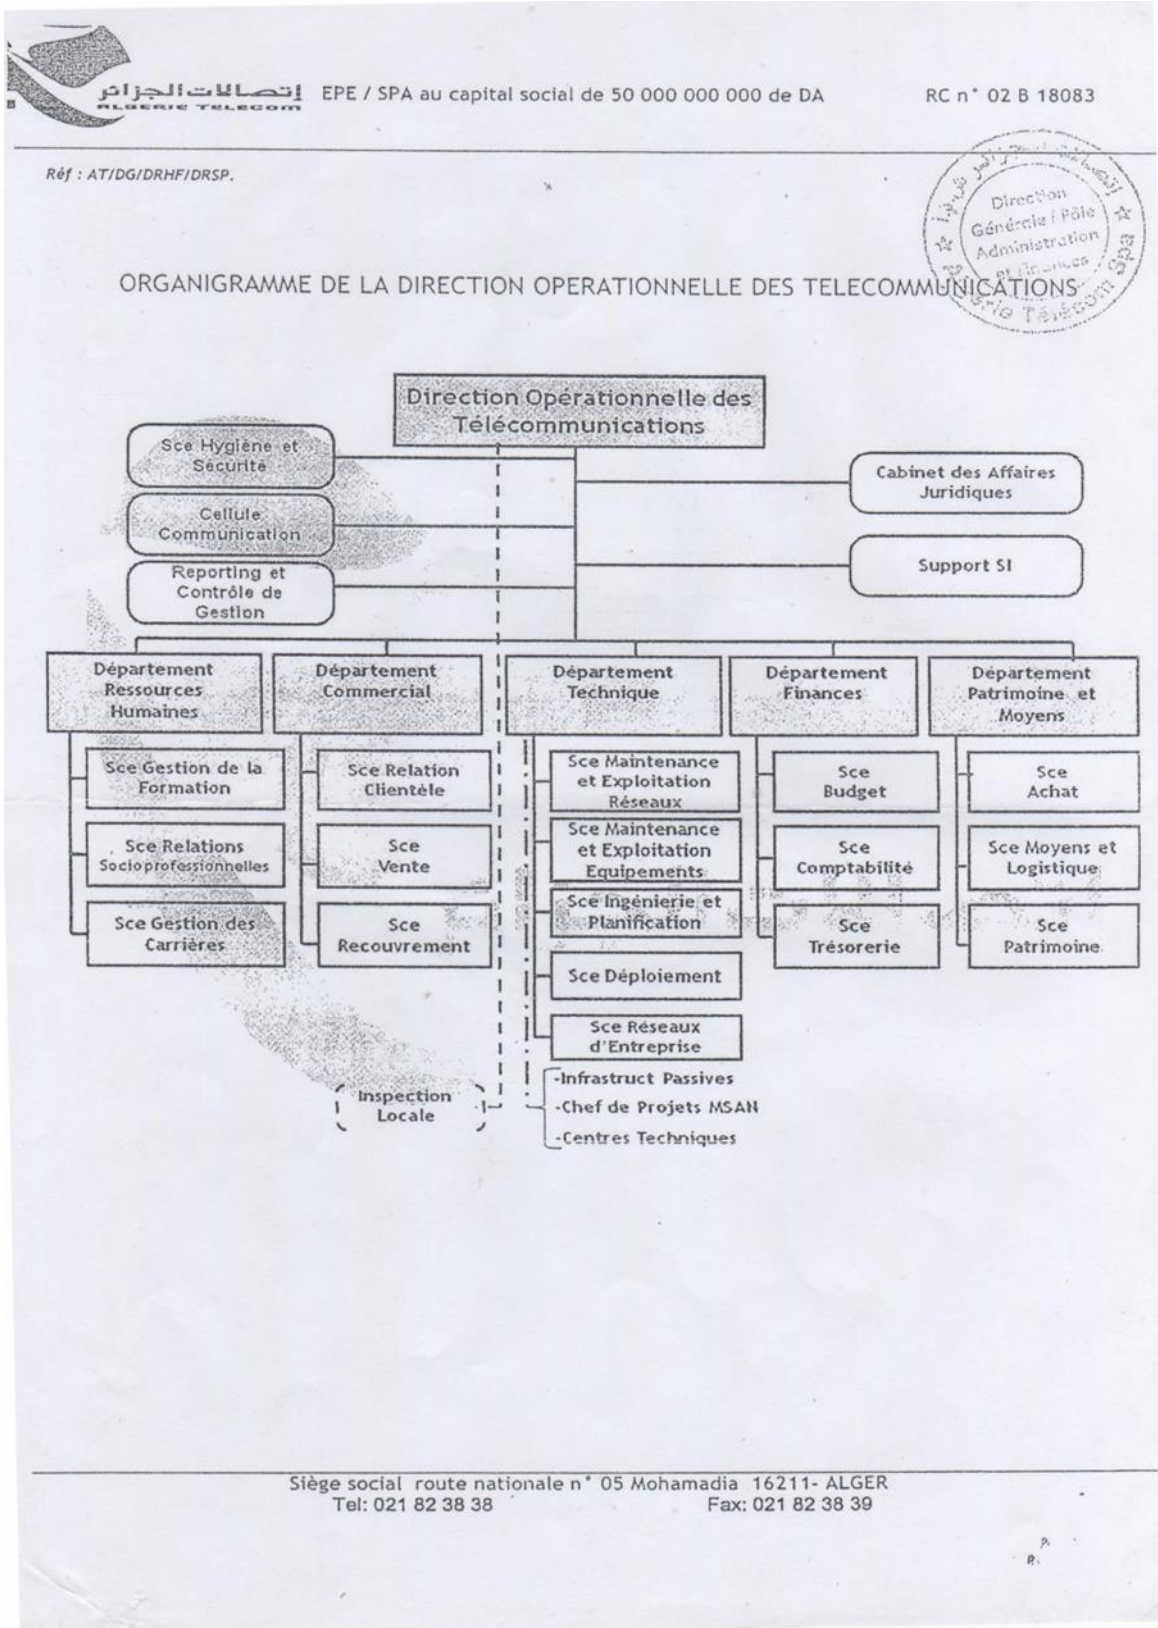 إتصالات الجزائر
ALGERIE TELECOM
EPE / SPA au capital social de 50 000 000 000 de DA
RC n° 02 B 18083
Réf : AT/DG/DRHF/DRSP.
Direction
Générale / Pôle
Administration
et Finances
Algérie Télécom Spa
ORGANIGRAMME DE LA DIRECTION OPERATIONNELLE DES TELECOMMUNICATIONS
Direction Opérationnelle des
Télécommunications
Sce Hygiène et
Sécurité
Cellule
Communication
Reporting et
Contrôle de
Gestion
Cabinet des Affaires
Juridiques
Support SI
Département
Ressources
Humaines
Sce Gestion de la
Formation
Sce Relations
Socioprofessionnelles
Sce Gestion des
Carrières
Département
Commercial
Sce Relation
Clientèle
Sce
Vente
Sce
Recouvrement
Département
Technique
Sce Maintenance
et Exploitation
Réseaux
Sce Maintenance
et Exploitation
Equipements
Sce Ingénierie et
Planification
Sce Déploiement
Sce Réseaux
d'Entreprise
-Infrastruct Passives
-Chef de Projets MSAN
-Centres Techniques
Département
Finances
Sce
Budget
Sce
Comptabilité
Sce
Trésorerie
Département
Patrimoine et
Moyens
Sce
Achat
Sce Moyens et
Logistique
Sce
Patrimoine
Inspection
Locale
Siège social route nationale n° 05 Mohamadia 16211- ALGER
Tel: 021 82 38 38
Fax: 021 82 38 39